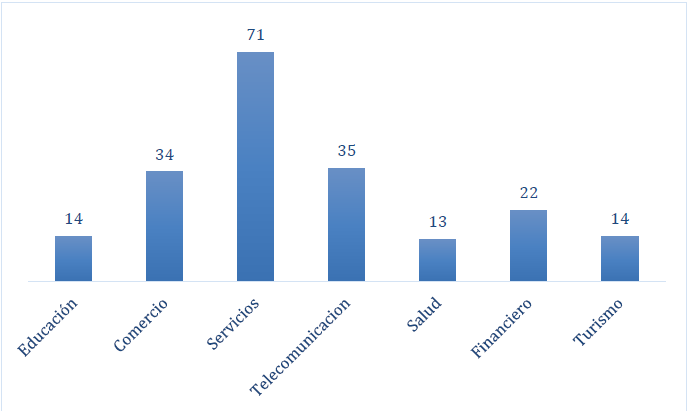 71
34
35
22
14
13
14
Educación
Comercio
Servicios
Telecomunicacion
Salud
Financiero
Turismo